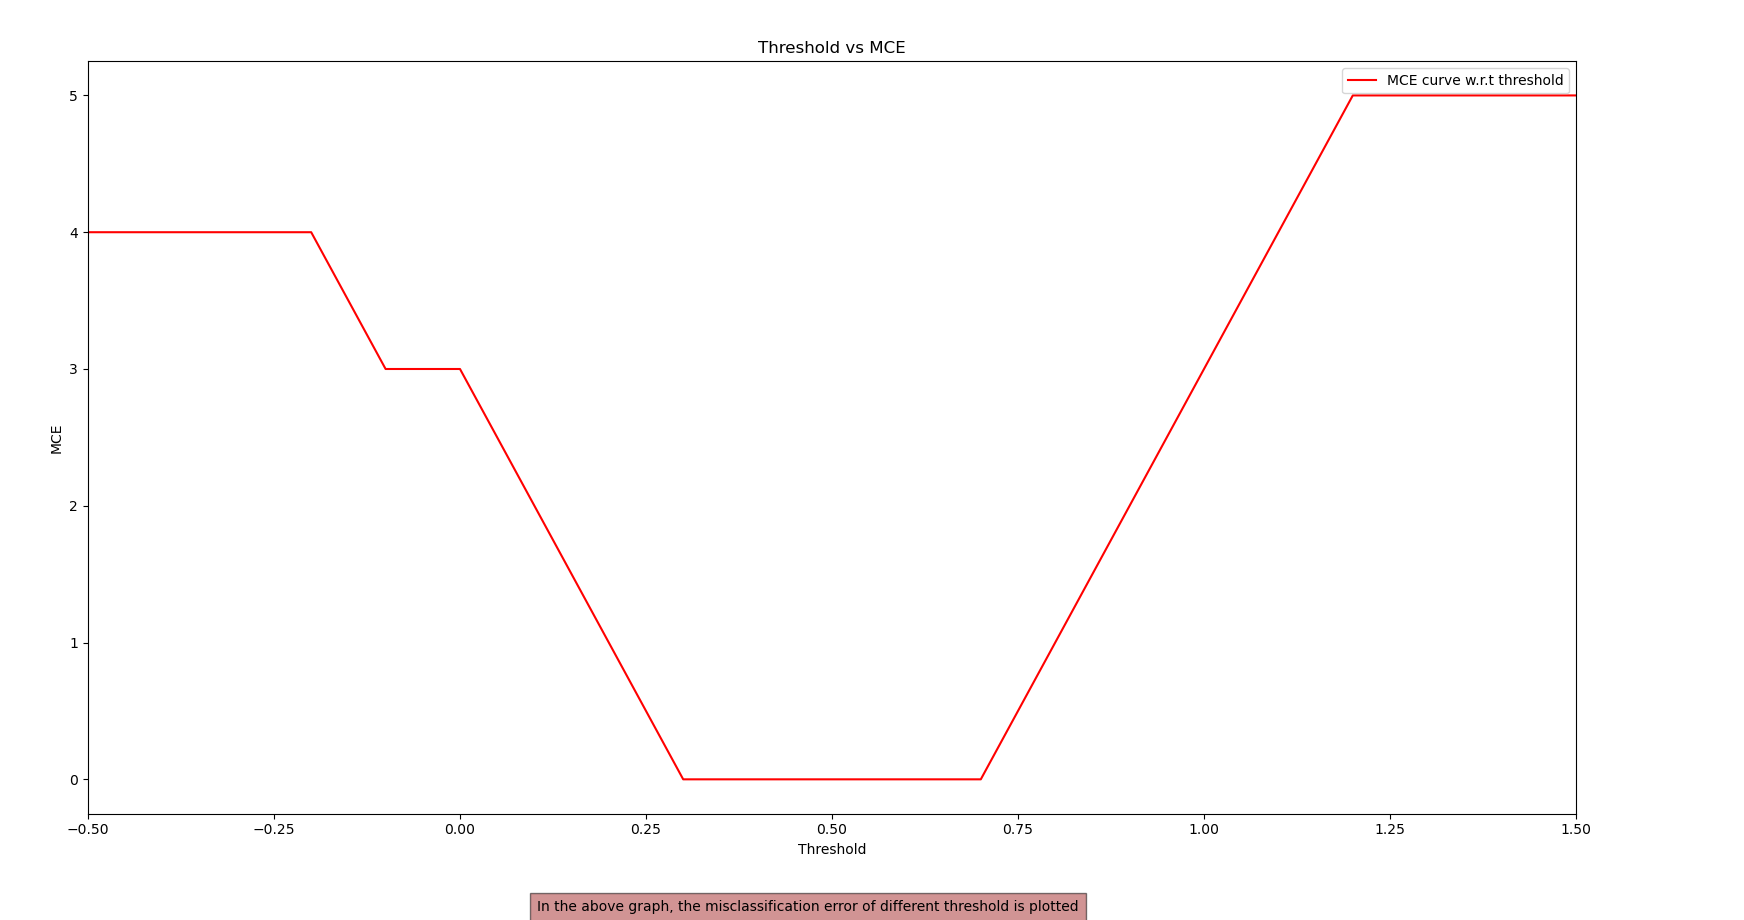 Threshold vs MCE
MCE curve w.r.t threshold
5
4
3
2
1
0
MCE
−0.50 −0.25 0.00 0.25 0.50 0.75 1.00 1.25 1.50
Threshold
In the above graph, the misclassification error of different threshold is plotted